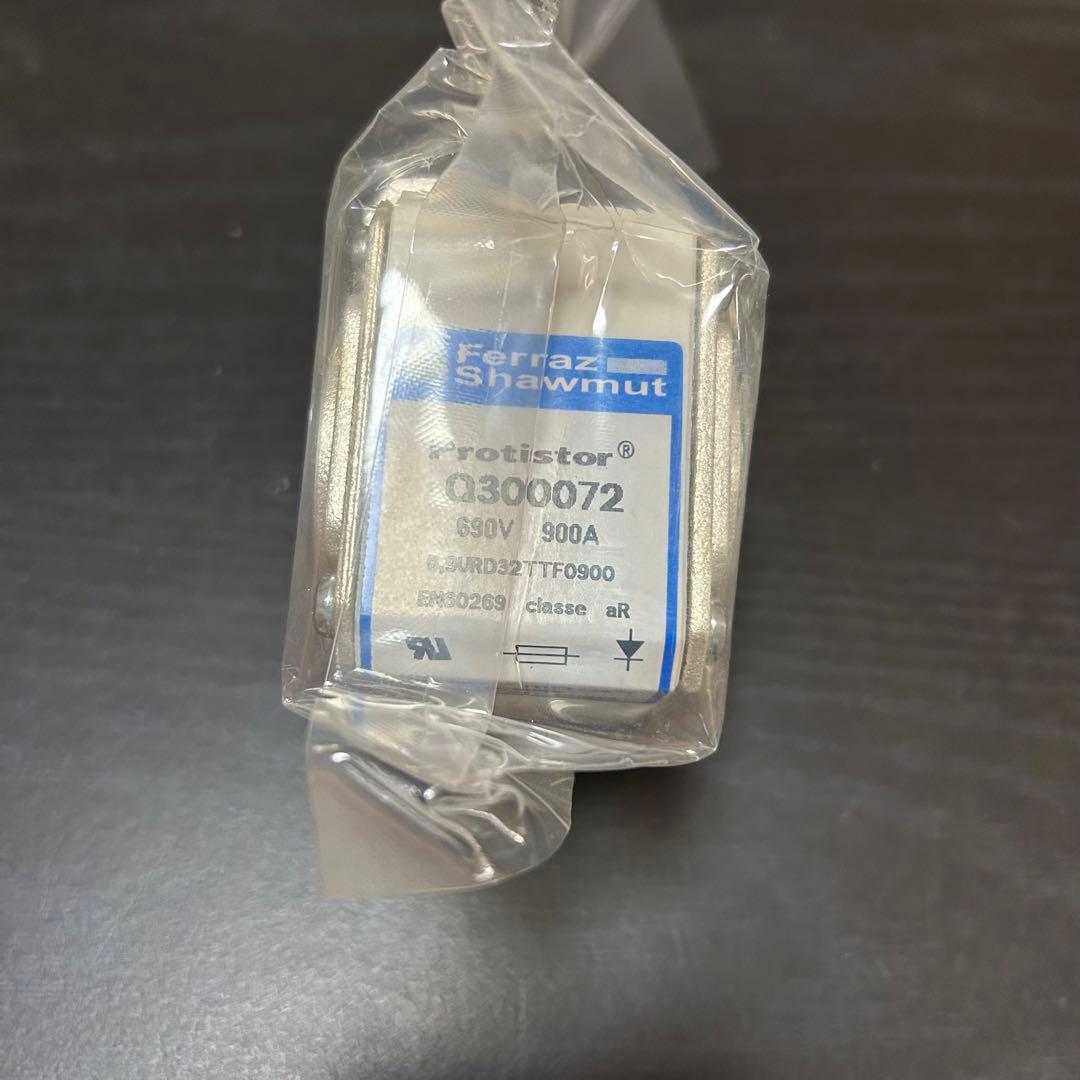 Ferraz
Shawmut
Protistor®
Q300072
690V 900A
6,9URD32TTF0900
EN60269 classe aR